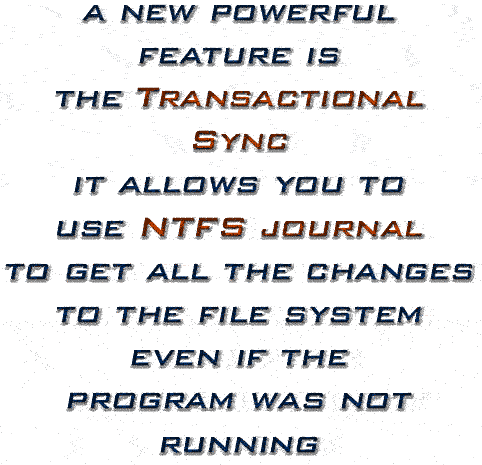 A NEW POWERFUL
FEATURE IS
THE TRANSACTIONAL
SYNC
IT ALLOWS YOU TO
USE NTFS JOURNAL
TO GET ALL THE CHANGES
TO THE FILE SYSTEM
EVEN IF THE
PROGRAM WAS NOT
RUNNING